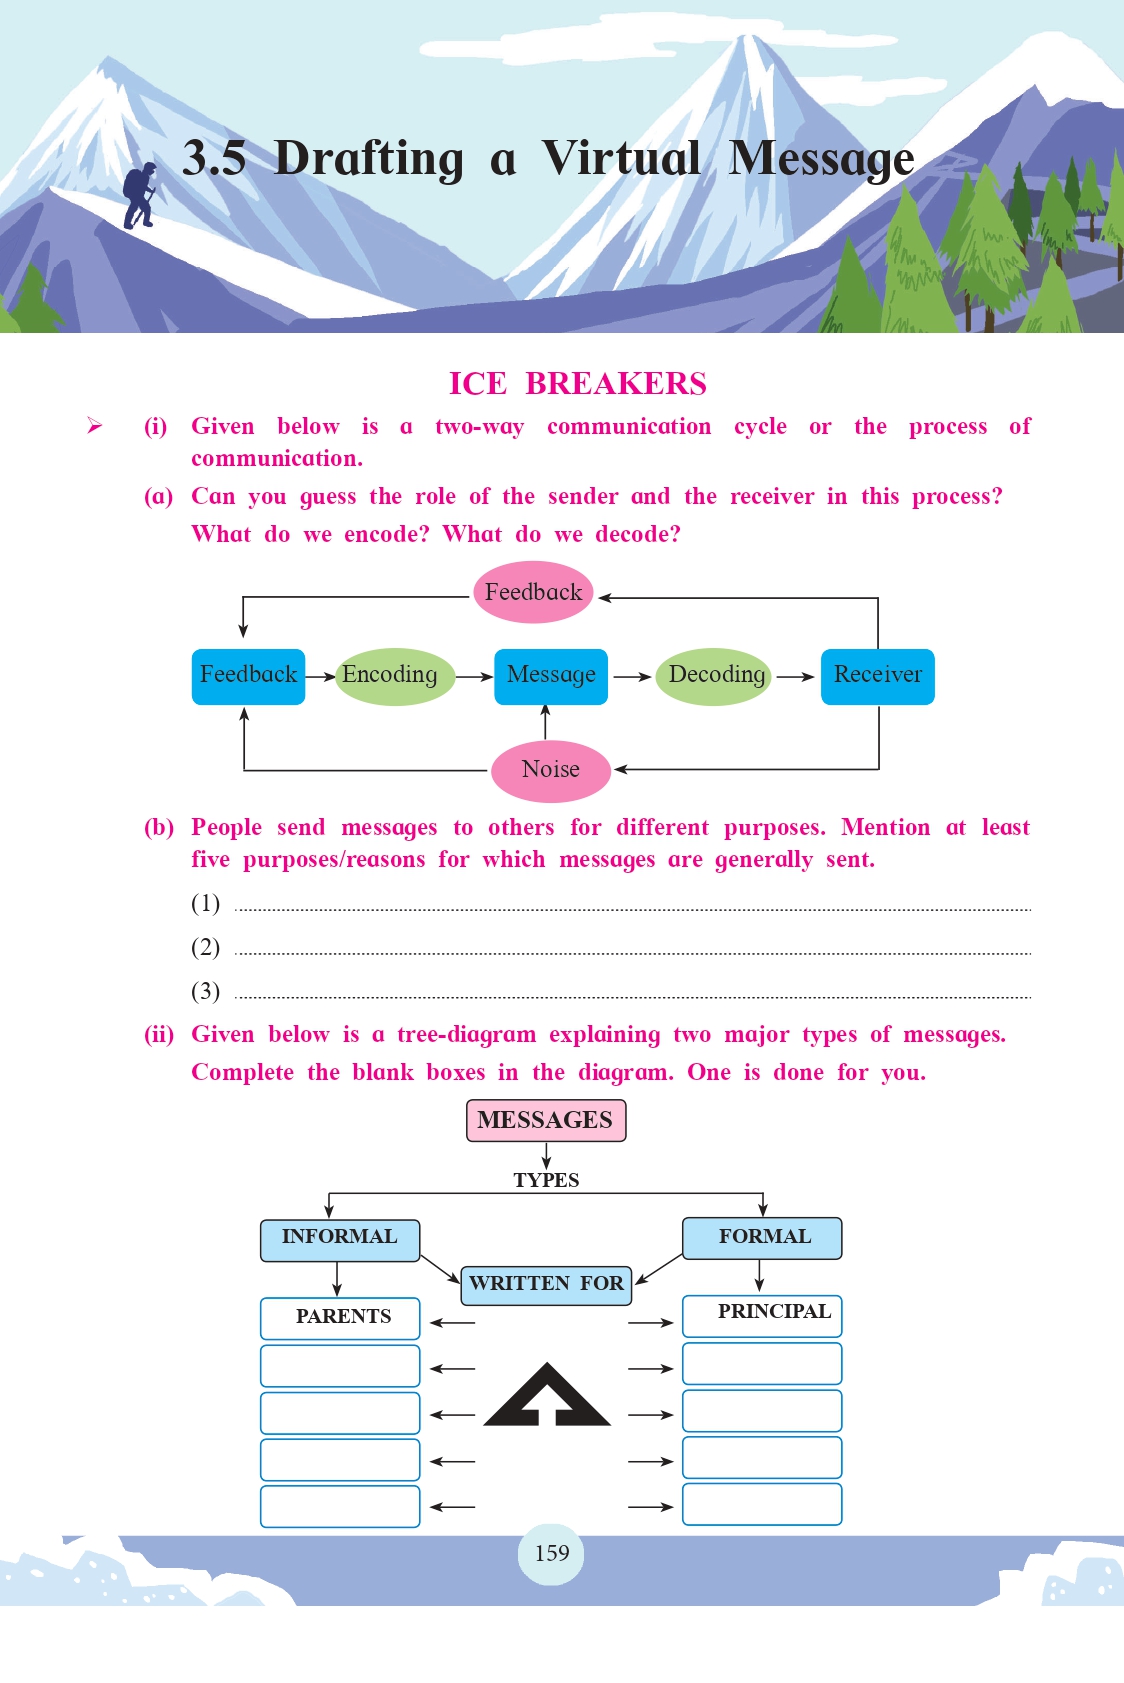 3.5 Drafting a Virtual Message
ICE BREAKERS
➢ (i) Given below is a two-way communication cycle or the process of
communication.
(a) Can you guess the role of the sender and the receiver in this process?
What do we encode? What do we decode?
Feedback
Feedback Encoding Message Decoding Receiver
Noise
(b) People send messages to others for different purposes. Mention at least
five purposes/reasons for which messages are generally sent.
(1)
(2)
(3)
(ii) Given below is a tree-diagram explaining two major types of messages.
Complete the blank boxes in the diagram. One is done for you.
MESSAGES
TYPES
INFORMAL FORMAL
WRITTEN FOR
PARENTS PRINCIPAL
159